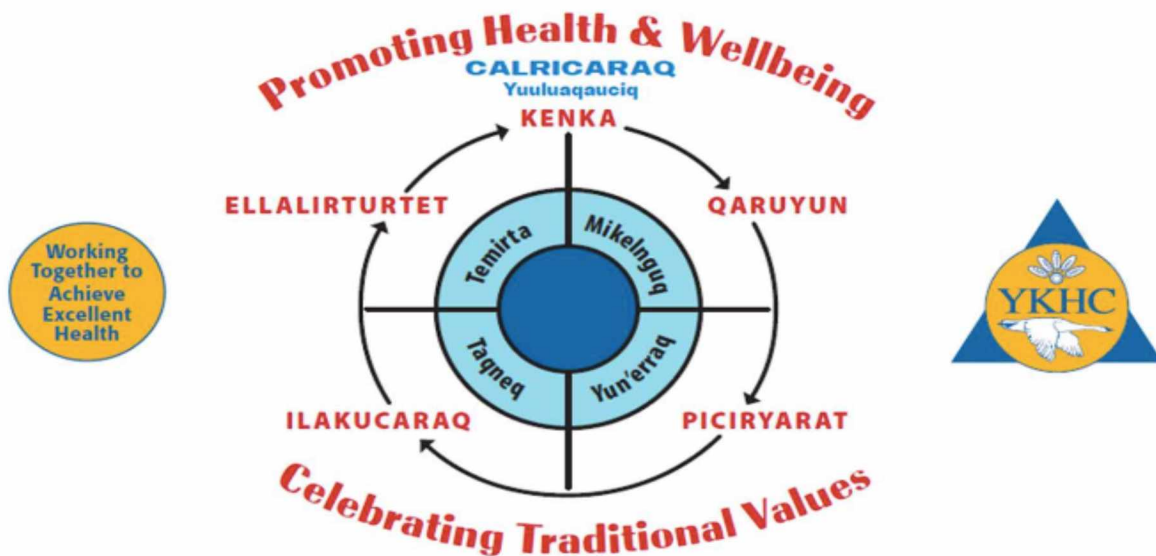 Promoting Health & Wellbeing
CALRICARAQ
Yuuluaqauciq
KENKA
ELLALIRTURTET
QARUYUN
Temirta
Mikelnguq
Working
Together to
Achieve
Excellent
Health
YKHC
Taqneq
Yun'erraq
ILAKUCARAQ
PICIRYARAT
Celebrating Traditional Values